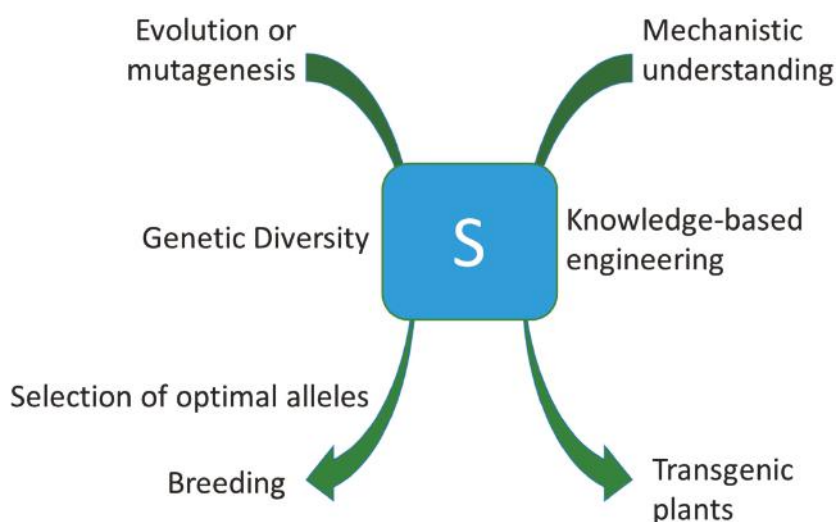 Evolution or
mutagenesis
Mechanistic
understanding
Genetic Diversity
S
Knowledge-based
engineering
Selection of optimal alleles
Breeding
Transgenic
plants